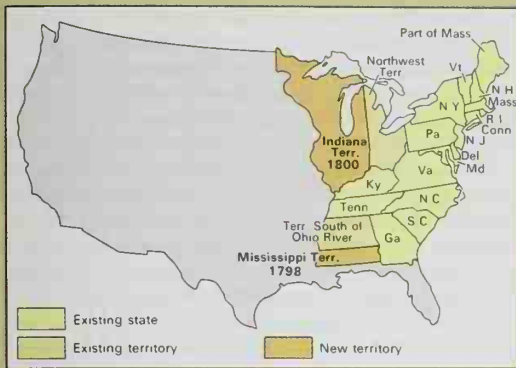 Part of Mass
Northwest
Terr
Vt
N H
Mass
N Y
R I
Conn
Pa
N J
Del
Md
Indiana
Terr.
1800
Va
Ky
N C
Tenn
S C
Terr South of
Ohio River
Ga
Mississippi Terr.
1798
Existing state
Existing territory
New territory